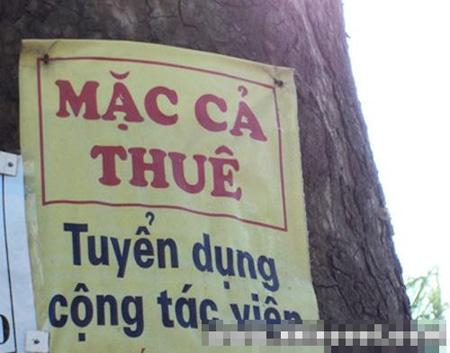 MẶC CẢ
THUÊ
Tuyển dụng
cộng tác viên